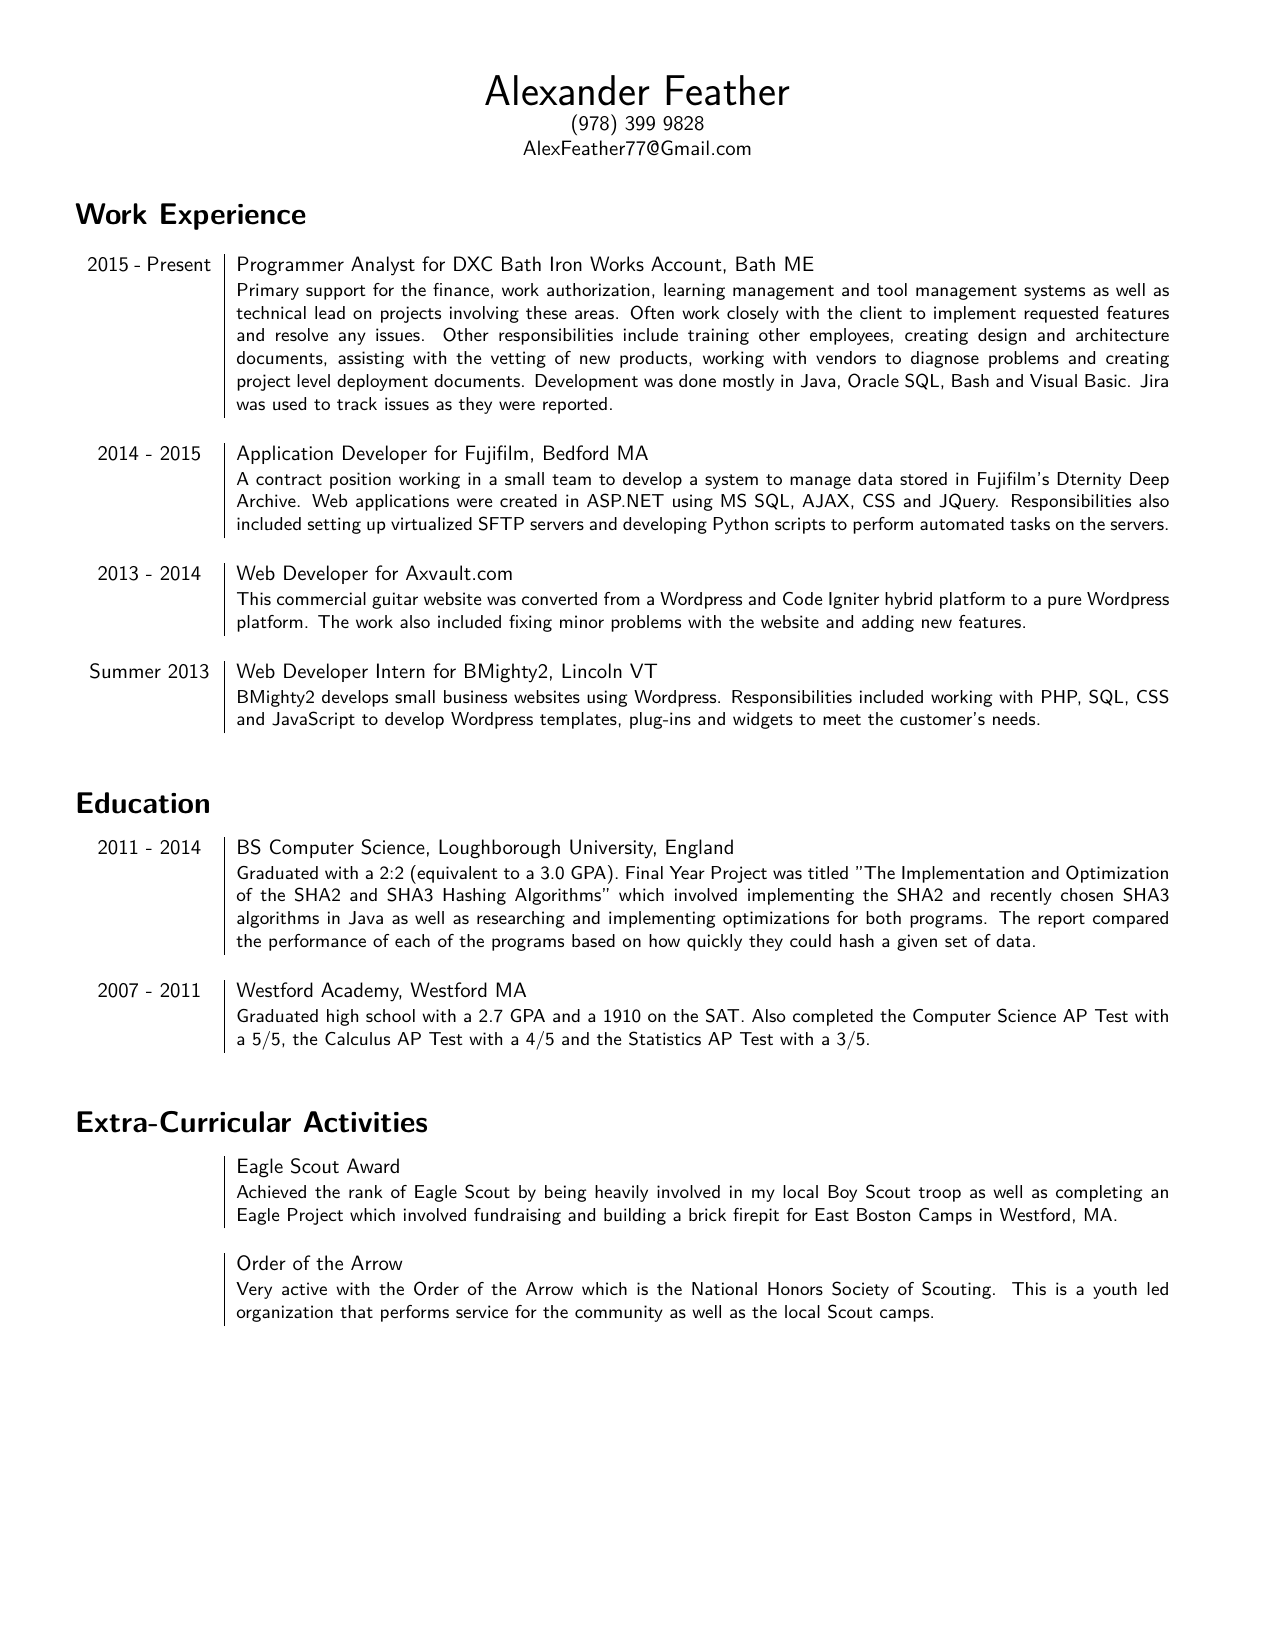 Alexander Feather
(978) 399 9828
AlexFeather77@Gmail.com
Work Experience
2015 - Present
Programmer Analyst for DXC Bath Iron Works Account, Bath ME
Primary support for the finance, work authorization, learning management and tool management systems as well as
technical lead on projects involving these areas. Often work closely with the client to implement requested features
and resolve any issues. Other responsibilities include training other employees, creating design and architecture
documents, assisting with the vetting of new products, working with vendors to diagnose problems and creating
project level deployment documents. Development was done mostly in Java, Oracle SQL, Bash and Visual Basic. Jira
was used to track issues as they were reported.
2014 - 2015
Application Developer for Fujifilm, Bedford MA
A contract position working in a small team to develop a system to manage data stored in Fujifilm's Dternity Deep
Archive. Web applications were created in ASP.NET using MS SQL, AJAX, CSS and JQuery. Responsibilities also
included setting up virtualized SFTP servers and developing Python scripts to perform automated tasks on the servers.
2013 - 2014
Web Developer for Axvault.com
This commercial guitar website was converted from a Wordpress and Code Igniter hybrid platform to a pure Wordpress
platform. The work also included fixing minor problems with the website and adding new features.
Summer 2013
Web Developer Intern for BMighty2, Lincoln VT
BMighty2 develops small business websites using Wordpress. Responsibilities included working with PHP, SQL, CSS
and JavaScript to develop Wordpress templates, plug-ins and widgets to meet the customer's needs.
Education
2011 - 2014
BS Computer Science, Loughborough University, England
Graduated with a 2:2 (equivalent to a 3.0 GPA). Final Year Project was titled "The Implementation and Optimization
of the SHA2 and SHA3 Hashing Algorithms" which involved implementing the SHA2 and recently chosen SHA3
algorithms in Java as well as researching and implementing optimizations for both programs. The report compared
the performance of each of the programs based on how quickly they could hash a given set of data.
2007 - 2011
Westford Academy, Westford MA
Graduated high school with a 2.7 GPA and a 1910 on the SAT. Also completed the Computer Science AP Test with
a 5/5, the Calculus AP Test with a 4/5 and the Statistics AP Test with a 3/5.
Extra-Curricular Activities
Eagle Scout Award
Achieved the rank of Eagle Scout by being heavily involved in my local Boy Scout troop as well as completing an
Eagle Project which involved fundraising and building a brick firepit for East Boston Camps in Westford, MA.
Order of the Arrow
Very active with the Order of the Arrow which is the National Honors Society of Scouting. This is a youth led
organization that performs service for the community as well as the local Scout camps.